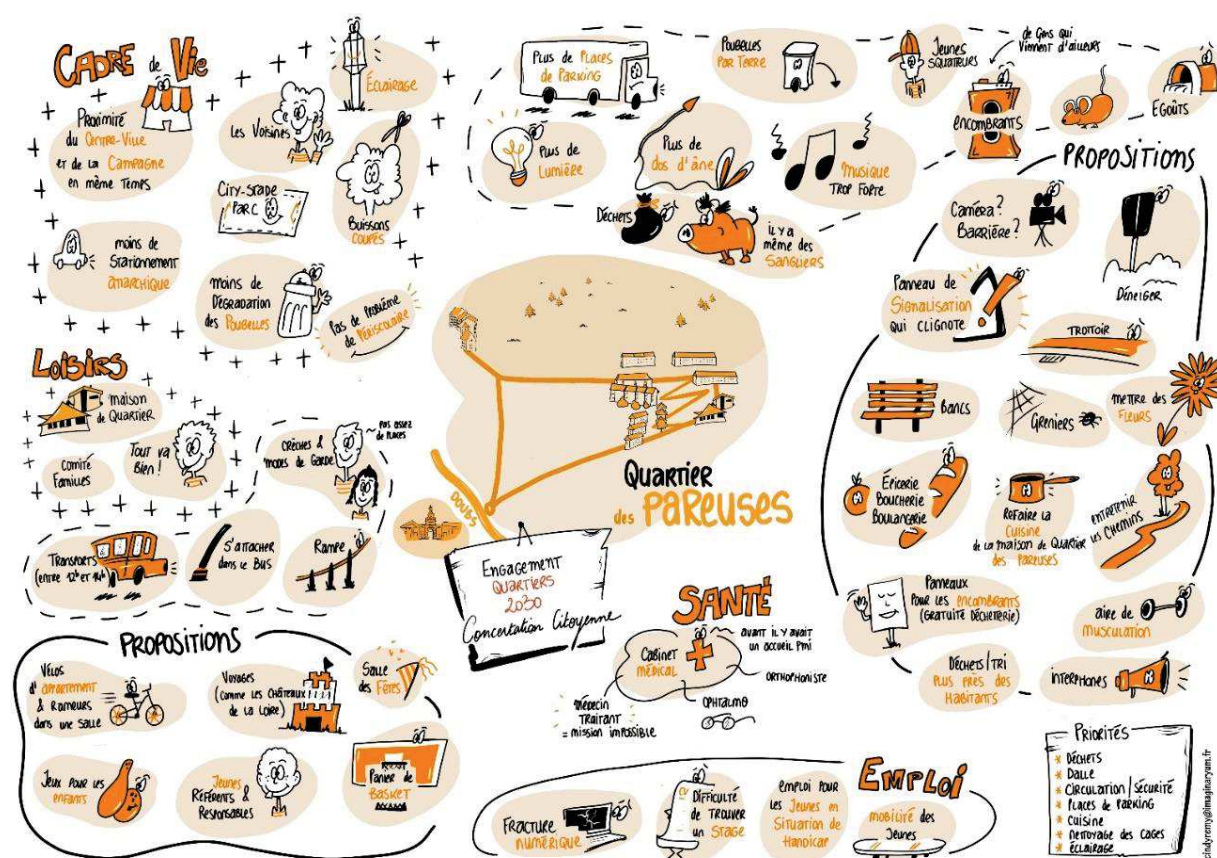 CADRE de Vie
Proximité
du Centre-Ville
et de la Campagne
en même temps
Les Voisines
Éclairage
City-Stade
Parc
Buissons
coupés
moins de
Stationnement
anarchique
moins de
Dégradation
des Poubelles
Pas de problème
de Périscolaire
Plus de Places
de Parking
Poubelles
Par Terre
Jeunes
Squatteurs
de Gens qui
Viennent d'ailleurs
encombrants
Egoûts
Plus de
Lumière
Plus de
dos d'âne
Musique
Trop Forte
Déchets
il y a
même des
Sangliers
PROPOSITIONS
Caméra ?
Barrière ?
Déneiger
Panneau de
Signalisation
qui clignote
Trottoir
Bancs
Greniers
mettre des
Fleurs
Épicerie
Boucherie
Boulangerie
Refaire la
Cuisine
de la maison de Quartier
des Pareuses
entretenir
les chemins
Panneaux
Pour les encombrants
(Gratuité Décheterie)
aire de
musculation
Déchets/Tri
Plus près des
Habitants
interphones
Priorités
* Déchets
* Dalle
* Circulation / Sécurité
* Places de parking
* Cuisine
* nettoyage des cages
* éclairage
Loisirs
maison
de Quartier
Tout va
Bien !
Comité
Familles
Crèches &
modes de Garde
Pas assez
de places
Transports
(entre 12h et 14h)
S'attacher
dans le Bus
Rampe
Quartier
des Pareuses
Doubs
Engagement
Quartiers
2030
Concertation Citoyenne
PROPOSITIONS
Vélos
d'appartement
& Rameurs
dans une salle
Voyages
(comme les châteaux
de la Loire)
Salle
des Fêtes
Jeux pour les
enfants
Jeunes
Référents &
Responsables
Panier de
Basket
SANTÉ
Cabinet
médical
avant il y avait
un accueil PMI
orthophoniste
ophtalmo
médecin
Traitant
= mission impossible
EMPLOI
Fracture
numérique
Difficulté
de trouver
un Stage
emploi pour
les Jeunes en
Situation de
Handicap
mobilité des
Jeunes
cindyremy@imaginaryum.fr